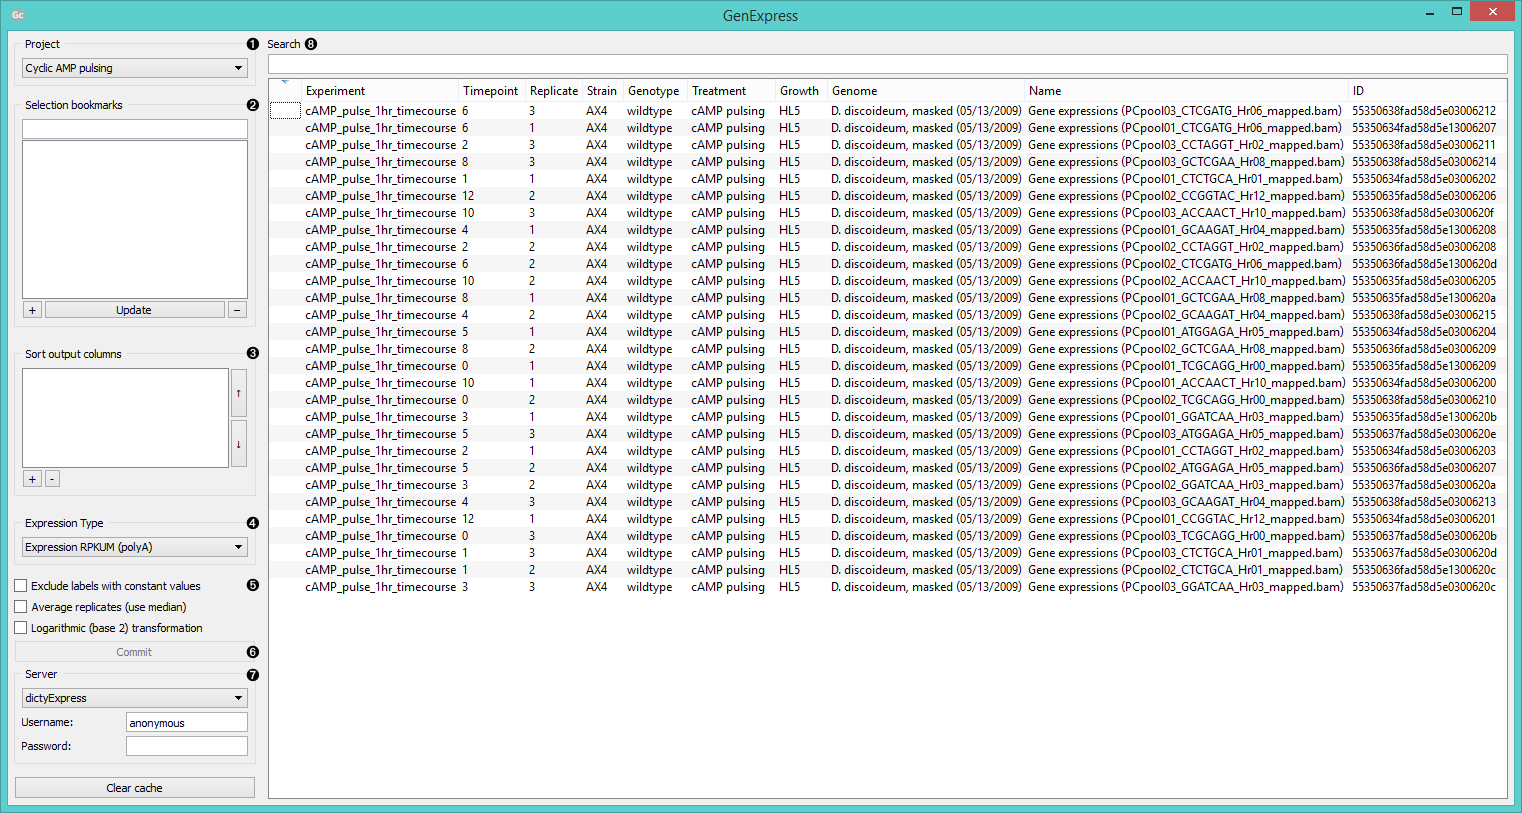 Gc
GenExpress
Project 1
Cyclic AMP pulsing
Selection bookmarks 2
+ Update −
Sort output columns 3
↑
↓
+ -
Expression Type 4
Expression RPKUM (polyA)
Exclude labels with constant values 5
Average replicates (use median)
Logarithmic (base 2) transformation
Commit 6
Server 7
dictyExpress
Username: anonymous
Password:
Clear cache
Search 8
Experiment Timepoint Replicate Strain Genotype Treatment Growth Genome Name ID
cAMP_pulse_1hr_timecourse 6 3 AX4 wildtype cAMP pulsing HL5 D. discoideum, masked (05/13/2009) Gene expressions (PCpool03_CTCGATG_Hr06_mapped.bam) 55350638fad58d5e03006212
cAMP_pulse_1hr_timecourse 6 1 AX4 wildtype cAMP pulsing HL5 D. discoideum, masked (05/13/2009) Gene expressions (PCpool01_CTCGATG_Hr06_mapped.bam) 55350634fad58d5e13006207
cAMP_pulse_1hr_timecourse 2 3 AX4 wildtype cAMP pulsing HL5 D. discoideum, masked (05/13/2009) Gene expressions (PCpool03_CCTAGGT_Hr02_mapped.bam) 55350638fad58d5e03006211
cAMP_pulse_1hr_timecourse 8 3 AX4 wildtype cAMP pulsing HL5 D. discoideum, masked (05/13/2009) Gene expressions (PCpool03_GCTCGAA_Hr08_mapped.bam) 55350638fad58d5e03006214
cAMP_pulse_1hr_timecourse 1 1 AX4 wildtype cAMP pulsing HL5 D. discoideum, masked (05/13/2009) Gene expressions (PCpool01_CTCTGCA_Hr01_mapped.bam) 55350634fad58d5e03006202
cAMP_pulse_1hr_timecourse 12 2 AX4 wildtype cAMP pulsing HL5 D. discoideum, masked (05/13/2009) Gene expressions (PCpool02_CCGGTAC_Hr12_mapped.bam) 55350635fad58d5e03006206
cAMP_pulse_1hr_timecourse 10 3 AX4 wildtype cAMP pulsing HL5 D. discoideum, masked (05/13/2009) Gene expressions (PCpool03_ACCAACT_Hr10_mapped.bam) 55350638fad58d5e0300620f
cAMP_pulse_1hr_timecourse 4 1 AX4 wildtype cAMP pulsing HL5 D. discoideum, masked (05/13/2009) Gene expressions (PCpool01_GCAAGAT_Hr04_mapped.bam) 55350635fad58d5e13006208
cAMP_pulse_1hr_timecourse 2 2 AX4 wildtype cAMP pulsing HL5 D. discoideum, masked (05/13/2009) Gene expressions (PCpool02_CCTAGGT_Hr02_mapped.bam) 55350636fad58d5e03006208
cAMP_pulse_1hr_timecourse 6 2 AX4 wildtype cAMP pulsing HL5 D. discoideum, masked (05/13/2009) Gene expressions (PCpool02_CTCGATG_Hr06_mapped.bam) 55350636fad58d5e1300620d
cAMP_pulse_1hr_timecourse 10 2 AX4 wildtype cAMP pulsing HL5 D. discoideum, masked (05/13/2009) Gene expressions (PCpool02_ACCAACT_Hr10_mapped.bam) 55350635fad58d5e03006205
cAMP_pulse_1hr_timecourse 8 1 AX4 wildtype cAMP pulsing HL5 D. discoideum, masked (05/13/2009) Gene expressions (PCpool01_GCTCGAA_Hr08_mapped.bam) 55350635fad58d5e1300620a
cAMP_pulse_1hr_timecourse 4 2 AX4 wildtype cAMP pulsing HL5 D. discoideum, masked (05/13/2009) Gene expressions (PCpool02_GCAAGAT_Hr04_mapped.bam) 55350638fad58d5e03006215
cAMP_pulse_1hr_timecourse 5 1 AX4 wildtype cAMP pulsing HL5 D. discoideum, masked (05/13/2009) Gene expressions (PCpool01_ATGGAGA_Hr05_mapped.bam) 55350634fad58d5e03006204
cAMP_pulse_1hr_timecourse 8 2 AX4 wildtype cAMP pulsing HL5 D. discoideum, masked (05/13/2009) Gene expressions (PCpool02_GCTCGAA_Hr08_mapped.bam) 55350636fad58d5e03006209
cAMP_pulse_1hr_timecourse 0 1 AX4 wildtype cAMP pulsing HL5 D. discoideum, masked (05/13/2009) Gene expressions (PCpool01_TCGCAGG_Hr00_mapped.bam) 55350635fad58d5e13006209
cAMP_pulse_1hr_timecourse 10 1 AX4 wildtype cAMP pulsing HL5 D. discoideum, masked (05/13/2009) Gene expressions (PCpool01_ACCAACT_Hr10_mapped.bam) 55350634fad58d5e03006200
cAMP_pulse_1hr_timecourse 0 2 AX4 wildtype cAMP pulsing HL5 D. discoideum, masked (05/13/2009) Gene expressions (PCpool02_TCGCAGG_Hr00_mapped.bam) 55350638fad58d5e03006210
cAMP_pulse_1hr_timecourse 3 1 AX4 wildtype cAMP pulsing HL5 D. discoideum, masked (05/13/2009) Gene expressions (PCpool01_GGATCAA_Hr03_mapped.bam) 55350635fad58d5e1300620b
cAMP_pulse_1hr_timecourse 5 3 AX4 wildtype cAMP pulsing HL5 D. discoideum, masked (05/13/2009) Gene expressions (PCpool03_ATGGAGA_Hr05_mapped.bam) 55350637fad58d5e0300620e
cAMP_pulse_1hr_timecourse 2 1 AX4 wildtype cAMP pulsing HL5 D. discoideum, masked (05/13/2009) Gene expressions (PCpool01_CCTAGGT_Hr02_mapped.bam) 55350634fad58d5e03006203
cAMP_pulse_1hr_timecourse 5 2 AX4 wildtype cAMP pulsing HL5 D. discoideum, masked (05/13/2009) Gene expressions (PCpool02_ATGGAGA_Hr05_mapped.bam) 55350636fad58d5e03006207
cAMP_pulse_1hr_timecourse 3 2 AX4 wildtype cAMP pulsing HL5 D. discoideum, masked (05/13/2009) Gene expressions (PCpool02_GGATCAA_Hr03_mapped.bam) 55350637fad58d5e0300620a
cAMP_pulse_1hr_timecourse 4 3 AX4 wildtype cAMP pulsing HL5 D. discoideum, masked (05/13/2009) Gene expressions (PCpool03_GCAAGAT_Hr04_mapped.bam) 55350638fad58d5e03006213
cAMP_pulse_1hr_timecourse 12 1 AX4 wildtype cAMP pulsing HL5 D. discoideum, masked (05/13/2009) Gene expressions (PCpool01_CCGGTAC_Hr12_mapped.bam) 55350634fad58d5e03006201
cAMP_pulse_1hr_timecourse 0 3 AX4 wildtype cAMP pulsing HL5 D. discoideum, masked (05/13/2009) Gene expressions (PCpool03_TCGCAGG_Hr00_mapped.bam) 55350637fad58d5e0300620b
cAMP_pulse_1hr_timecourse 1 3 AX4 wildtype cAMP pulsing HL5 D. discoideum, masked (05/13/2009) Gene expressions (PCpool03_CTCTGCA_Hr01_mapped.bam) 55350637fad58d5e0300620d
cAMP_pulse_1hr_timecourse 1 2 AX4 wildtype cAMP pulsing HL5 D. discoideum, masked (05/13/2009) Gene expressions (PCpool02_CTCTGCA_Hr01_mapped.bam) 55350636fad58d5e1300620c
cAMP_pulse_1hr_timecourse 3 3 AX4 wildtype cAMP pulsing HL5 D. discoideum, masked (05/13/2009) Gene expressions (PCpool03_GGATCAA_Hr03_mapped.bam) 55350637fad58d5e0300620c